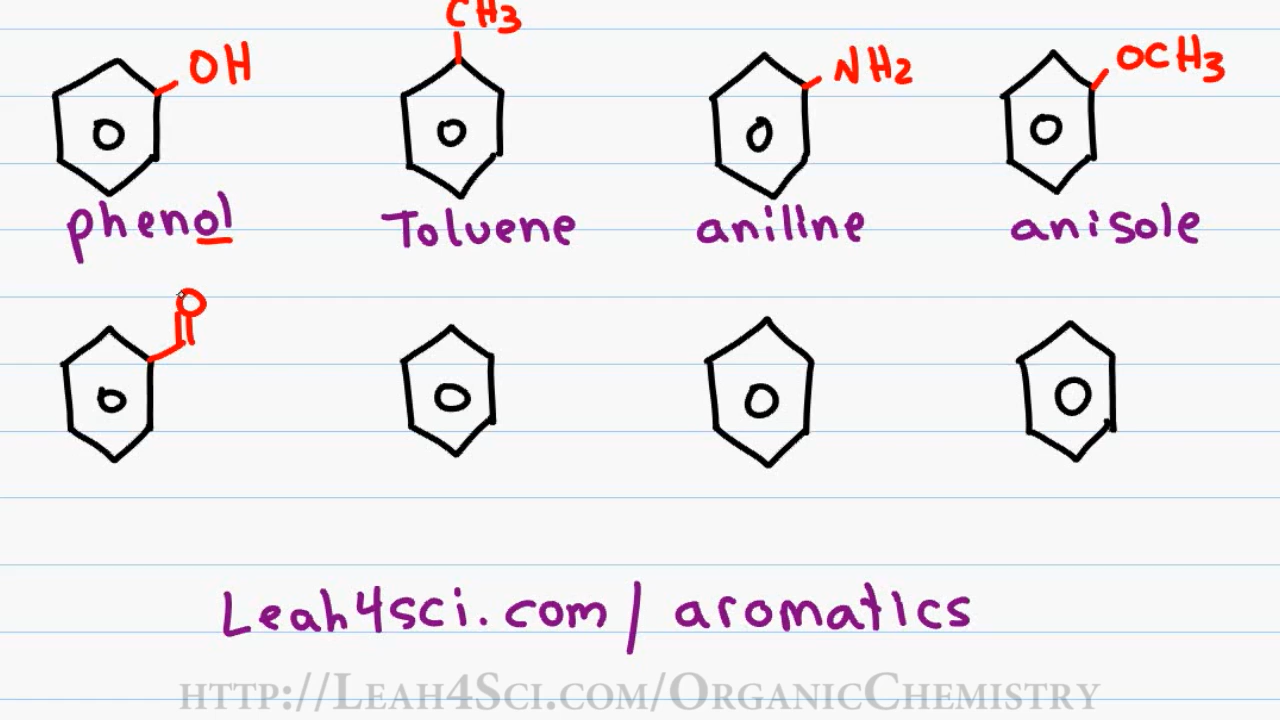 OH CH3 NH2 OCH3
phenol Toluene aniline anisole
O
Leah4sci.com/aromatics
HTTP://LEAH4SCI.COM/ORGANICCHEMISTRY